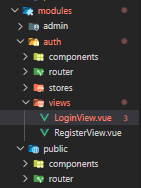 modules
admin
auth
components
router
stores
views
LoginView.vue 3
RegisterView.vue
public
components
router